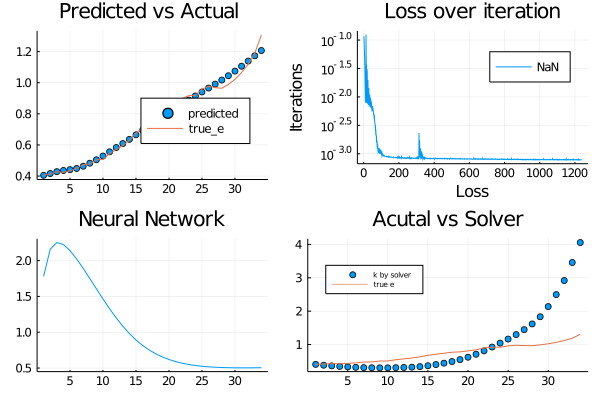 Predicted vs Actual
1.2
1.0
0.8
0.6
0.4
predicted
true_e
5 10 15 20 25 30
Loss over iteration
Iterations
10^-1.0
10^-1.5
10^-2.0
10^-2.5
10^-3.0
NaN
0 200 400 600 800 1000 1200
Loss
Neural Network
2.0
1.5
1.0
0.5
5 10 15 20 25 30
Acutal vs Solver
4
3
2
1
k by solver
true e
5 10 15 20 25 30